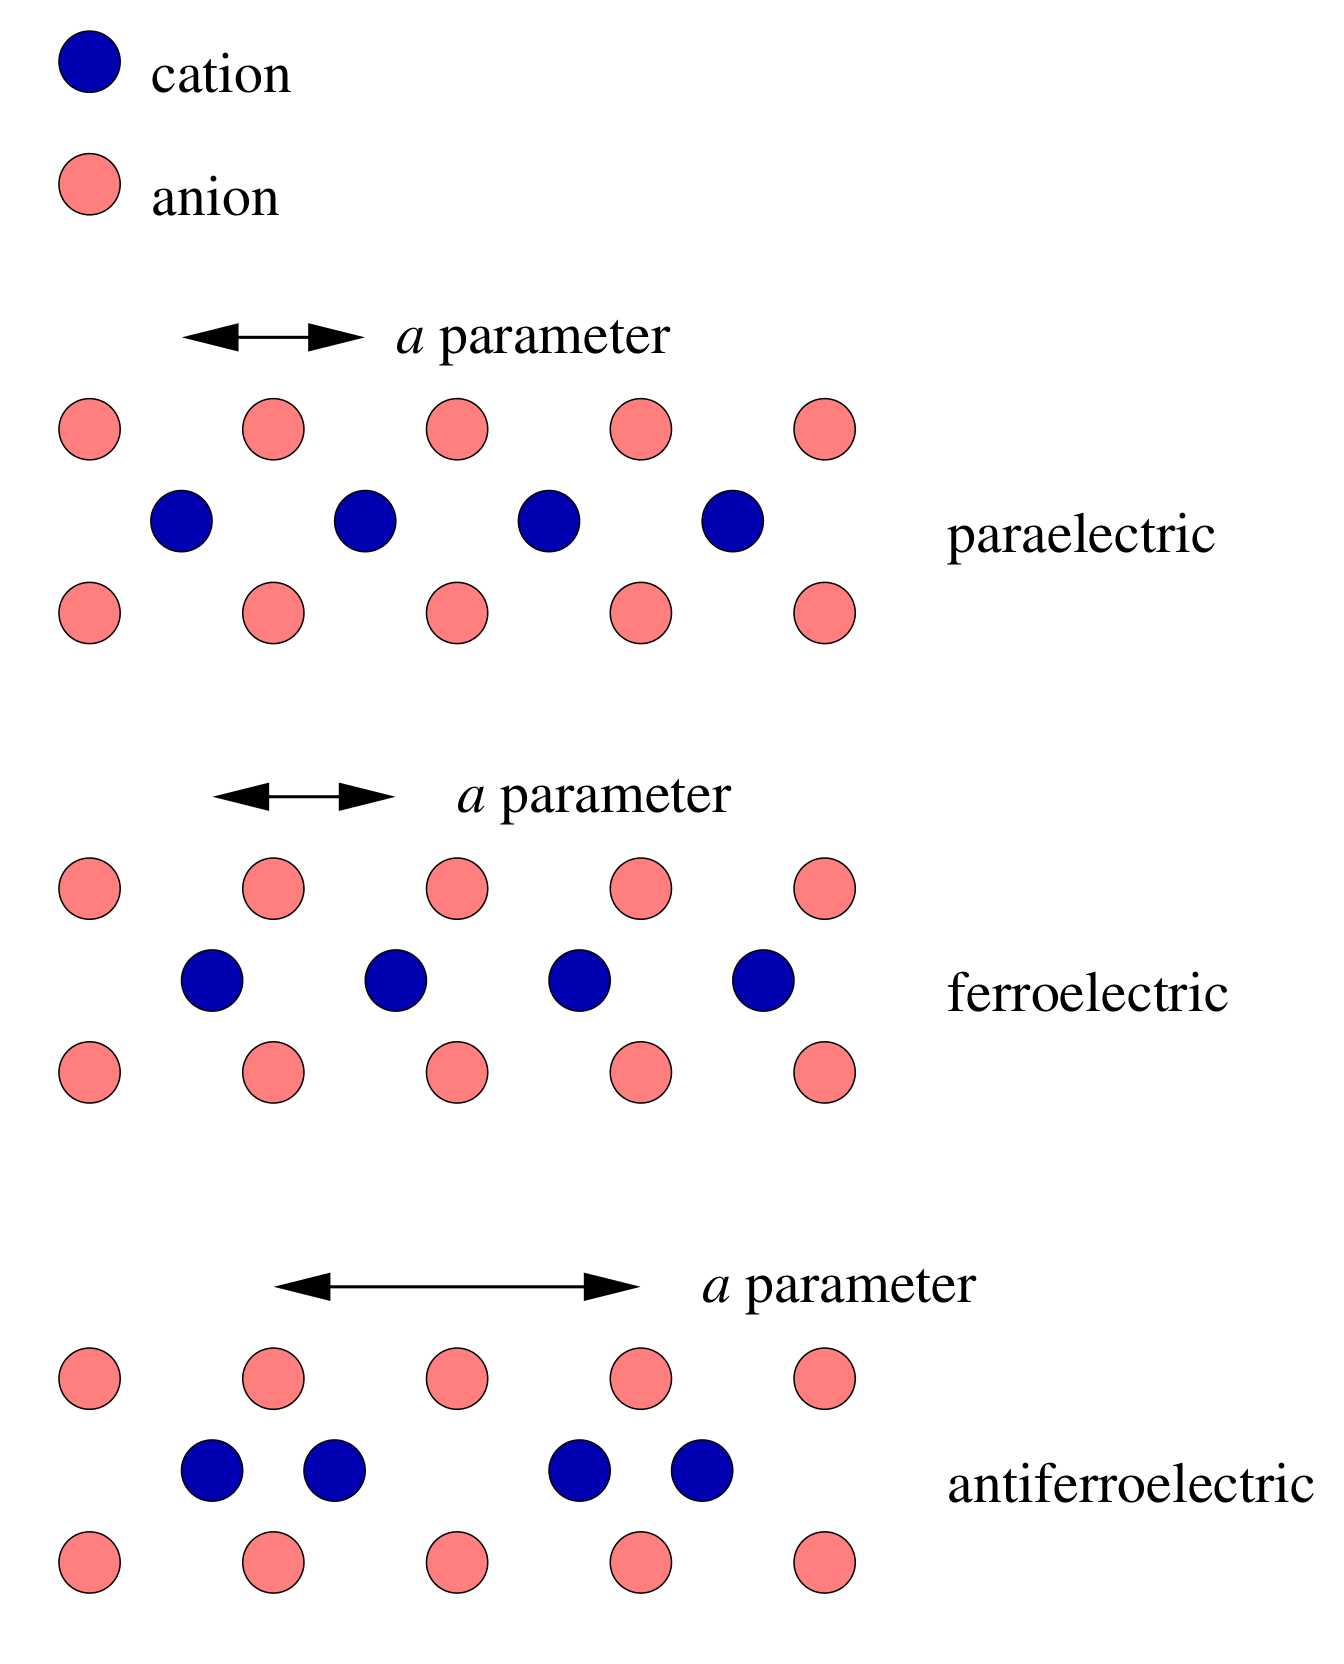 cation
anion
a parameter
paraelectric
a parameter
ferroelectric
a parameter
antiferroelectric